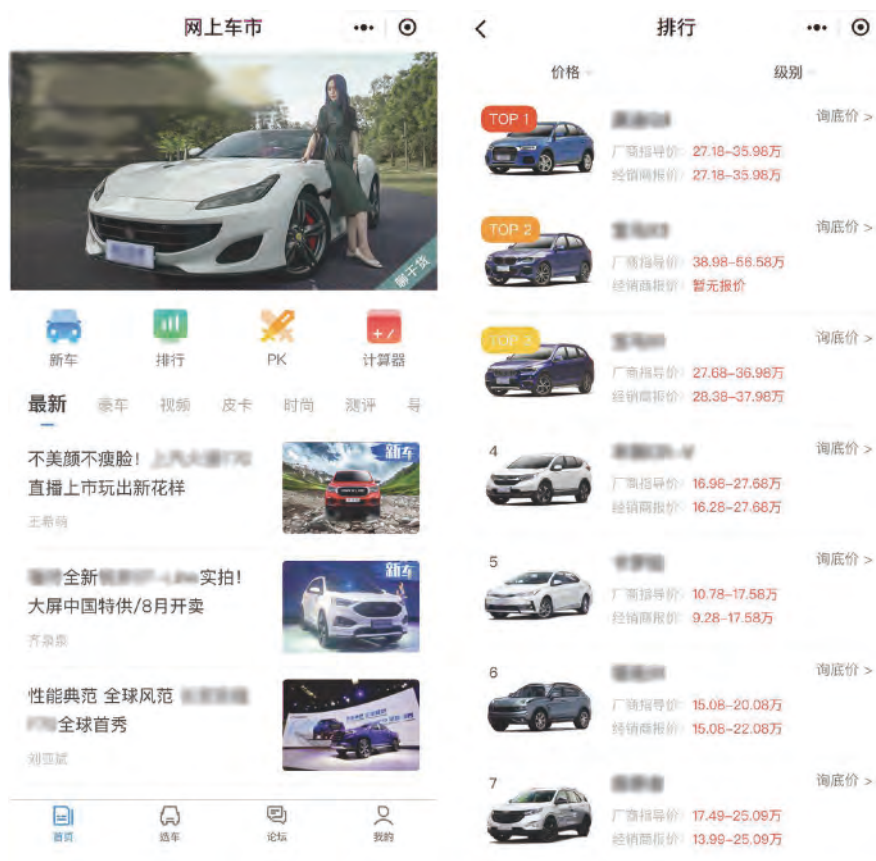 网上车市
聊干货
新车
排行
PK
计算器
最新
豪车
视频
皮卡
时尚
测评
导
不美颜不瘦脸！
直播上市玩出新花样
王希萌
新车
全新 实拍！
大屏中国特供/8月开卖
新车
性能典范 全球风范
全球首秀
首页
选车
论坛
我的
排行
价格
级别
TOP 1
询底价 >
厂商指导价：27.18-35.98万
经销商报价：27.18-35.98万
TOP 2
询底价 >
厂商指导价：38.98-56.58万
经销商报价：暂无报价
TOP 3
询底价 >
厂商指导价：27.68-36.98万
经销商报价：28.38-37.98万
4
询底价 >
厂商指导价：16.98-27.68万
经销商报价：16.28-27.68万
5
询底价 >
厂商指导价：10.78-17.58万
经销商报价：9.28-17.58万
6
询底价 >
厂商指导价：15.08-20.08万
经销商报价：15.08-22.08万
7
询底价 >
厂商指导价：17.49-25.09万
经销商报价：13.99-25.09万